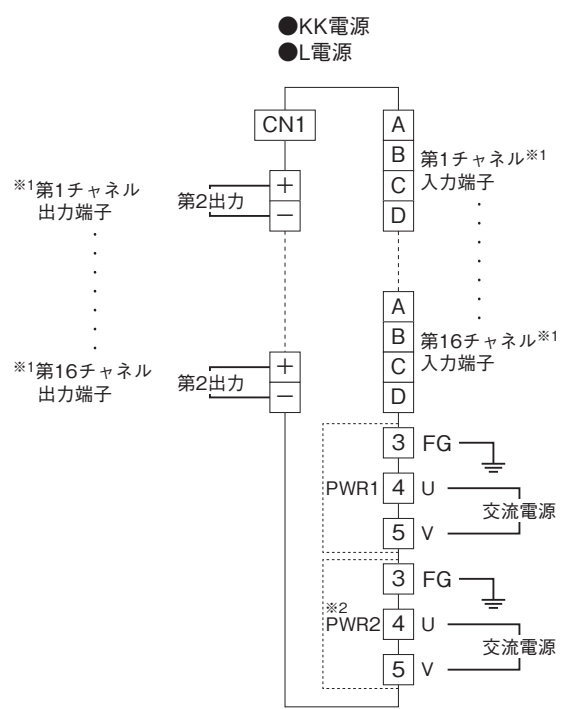 ●KK電源
●L電源
CN1
A
B
C
D
第1チャネル※1
入力端子
※1第1チャネル
出力端子
第2出力
+
−
A
B
C
D
第16チャネル※1
入力端子
※1第16チャネル
出力端子
第2出力
+
−
PWR1
3 FG
4 U
5 V
交流電源
※2
PWR2
3 FG
4 U
5 V
交流電源